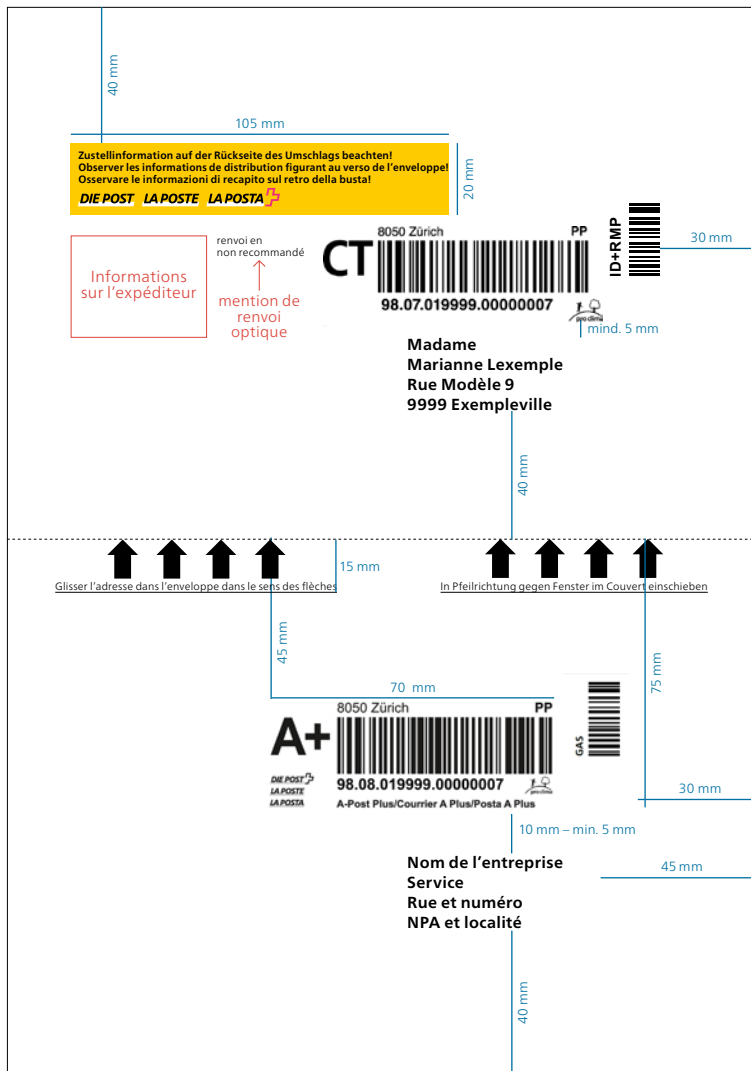 40 mm
105 mm
Zustellinformation auf der Rückseite des Umschlags beachten!
Observer les informations de distribution figurant au verso de l'enveloppe!
Osservare le informazioni di recapito sul retro della busta!
DIE POST LA POSTE LA POSTA
20 mm
Informations
sur l'expéditeur
renvoi en
non recommandé
mention de
renvoi
optique
CT
8050 Zürich PP
98.07.019999.00000007
pro clima
ID+RMP
30 mm
mind. 5 mm
Madame
Marianne Lexemple
Rue Modèle 9
9999 Exempleville
40 mm
15 mm
Glisser l'adresse dans l'enveloppe dans le sens des flèches
In Pfeilrichtung gegen Fenster im Couvert einschieben
45 mm
70 mm
75 mm
8050 Zürich PP
A+
GAS
DIE POST
LA POSTE
LA POSTA
98.08.019999.00000007
pro clima
A-Post Plus/Courrier A Plus/Posta A Plus
30 mm
10 mm – min. 5 mm
Nom de l'entreprise
Service
Rue et numéro
NPA et localité
45 mm
40 mm